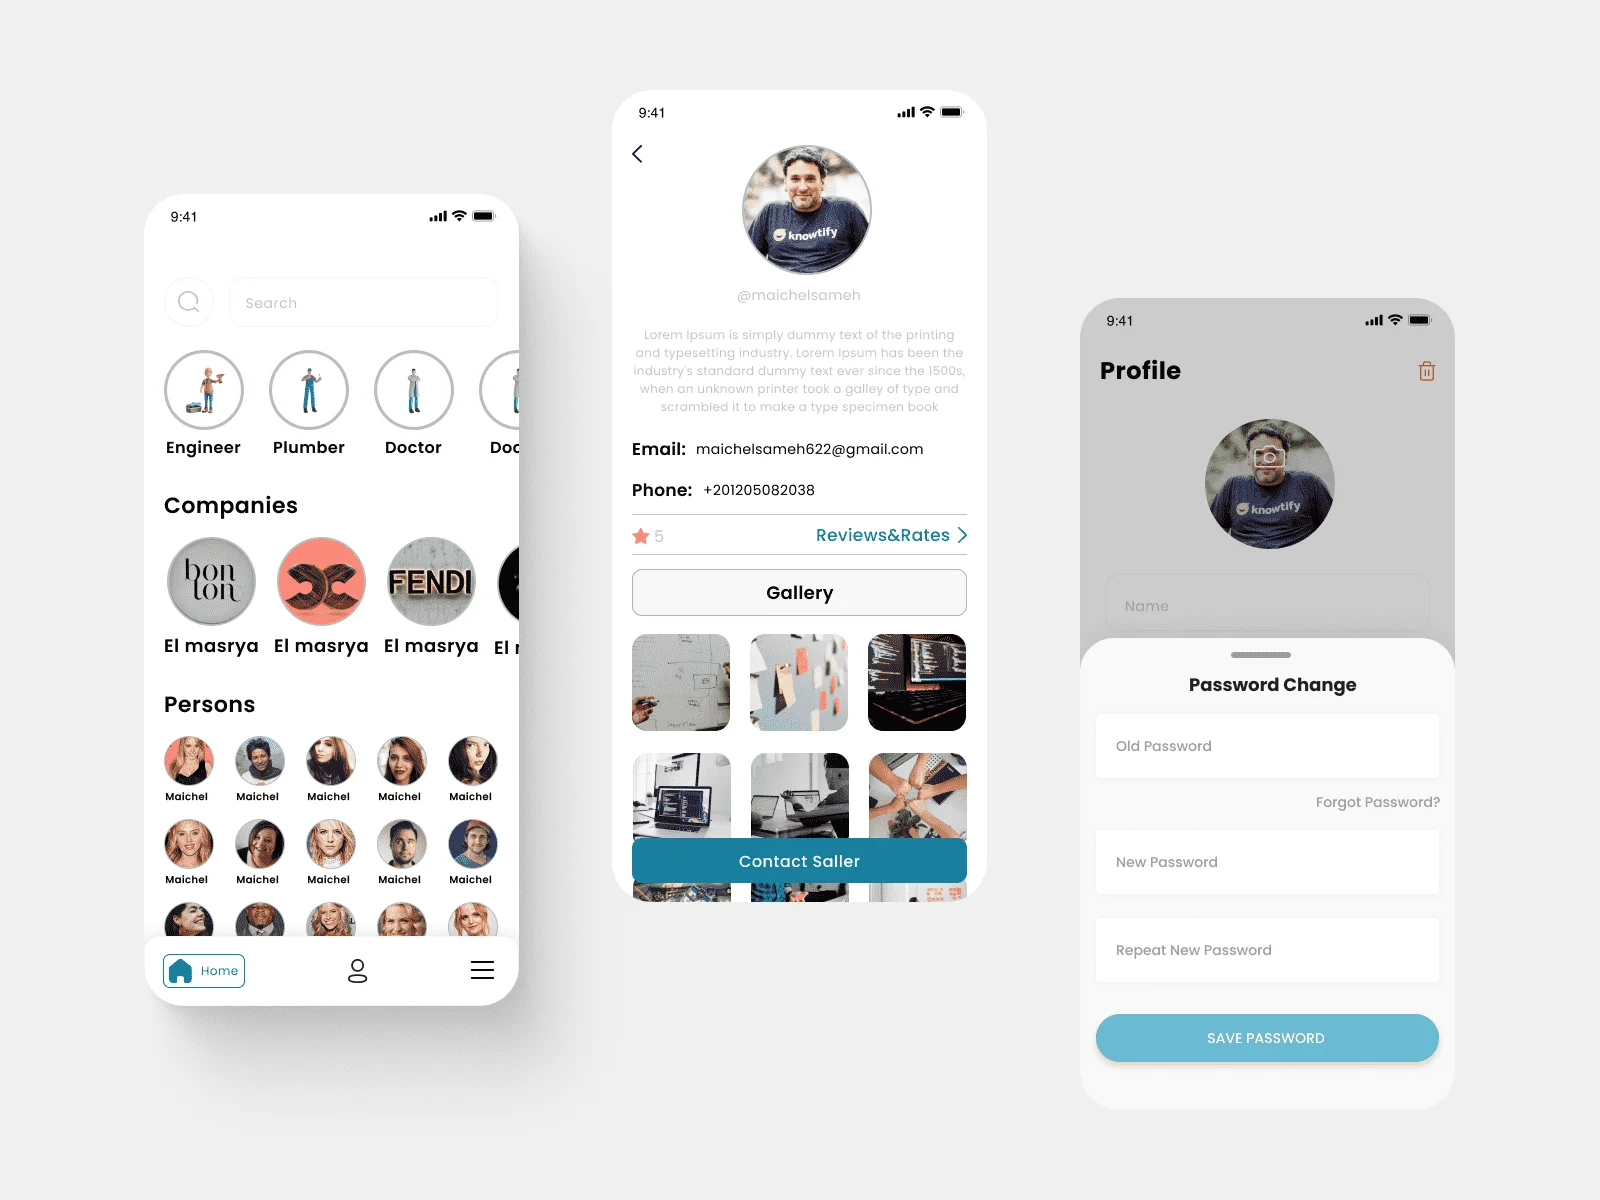 9:41
Search
Engineer
Plumber
Doctor
Doc
Companies
bon
ton
FENDI
El masrya
El masrya
El masrya
El
Persons
Maichel
Maichel
Maichel
Maichel
Maichel
Maichel
Maichel
Maichel
Maichel
Maichel
Home
9:41
knowtify
@maichelsameh
Lorem Ipsum is simply dummy text of the printing
and typesetting industry. Lorem Ipsum has been the
industry's standard dummy text ever since the 1500s,
when an unknown printer took a galley of type and
scrambled it to make a type specimen book
Email: maichelsameh622@gmail.com
Phone: +201205082038
5
Reviews&Rates
Gallery
Contact Saller
9:41
Profile
knowtify
Name
Password Change
Old Password
Forgot Password?
New Password
Repeat New Password
SAVE PASSWORD